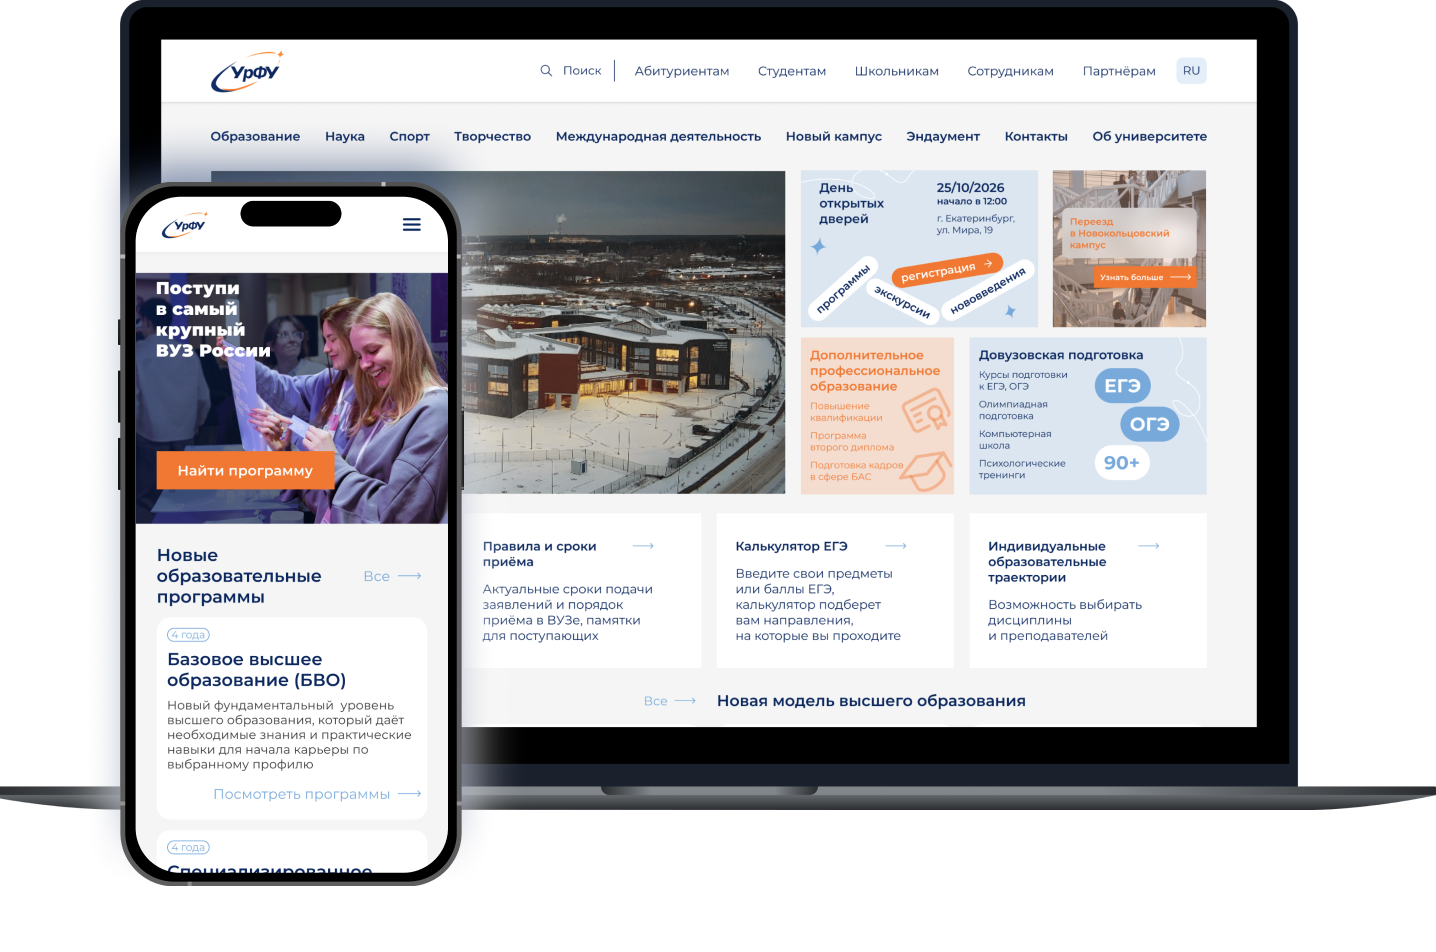 УрФУ
Поиск
Абитуриентам
Студентам
Школьникам
Сотрудникам
Партнёрам
RU
Образование
Наука
Спорт
Творчество
Международная деятельность
Новый кампус
Эндаумент
Контакты
Об университете
День
открытых
дверей
25/10/2026
начало в 12:00
г. Екатеринбург,
ул. Мира, 19
программы
регистрация
экскурсии
нововведения
Переезд
в Новокольцовский
кампус
Узнать больше
Дополнительное
профессиональное
образование
Повышение
квалификации
Программа
второго диплома
Подготовка кадров
в сфере БАС
Довузовская подготовка
Курсы подготовки
к ЕГЭ, ОГЭ
Олимпиадная
подготовка
Компьютерная
школа
Психологические
тренинги
ЕГЭ
ОГЭ
90+
Правила и сроки
приёма
Актуальные сроки подачи
заявлений и порядок
приёма в ВУЗе, памятки
для поступающих
Калькулятор ЕГЭ
Введите свои предметы
или баллы ЕГЭ,
калькулятор подберет
вам направления,
на которые вы проходите
Индивидуальные
образовательные
траектории
Возможность выбирать
дисциплины
и преподавателей
Все
Новая модель высшего образования
УрФУ
Поступи
в самый
крупный
ВУЗ России
Найти программу
Новые
образовательные
программы
Все
4 года
Базовое высшее
образование (БВО)
Новый фундаментальный уровень
высшего образования, который даёт
необходимые знания и практические
навыки для начала карьеры по
выбранному профилю
Посмотреть программы
4 года
Специализированное